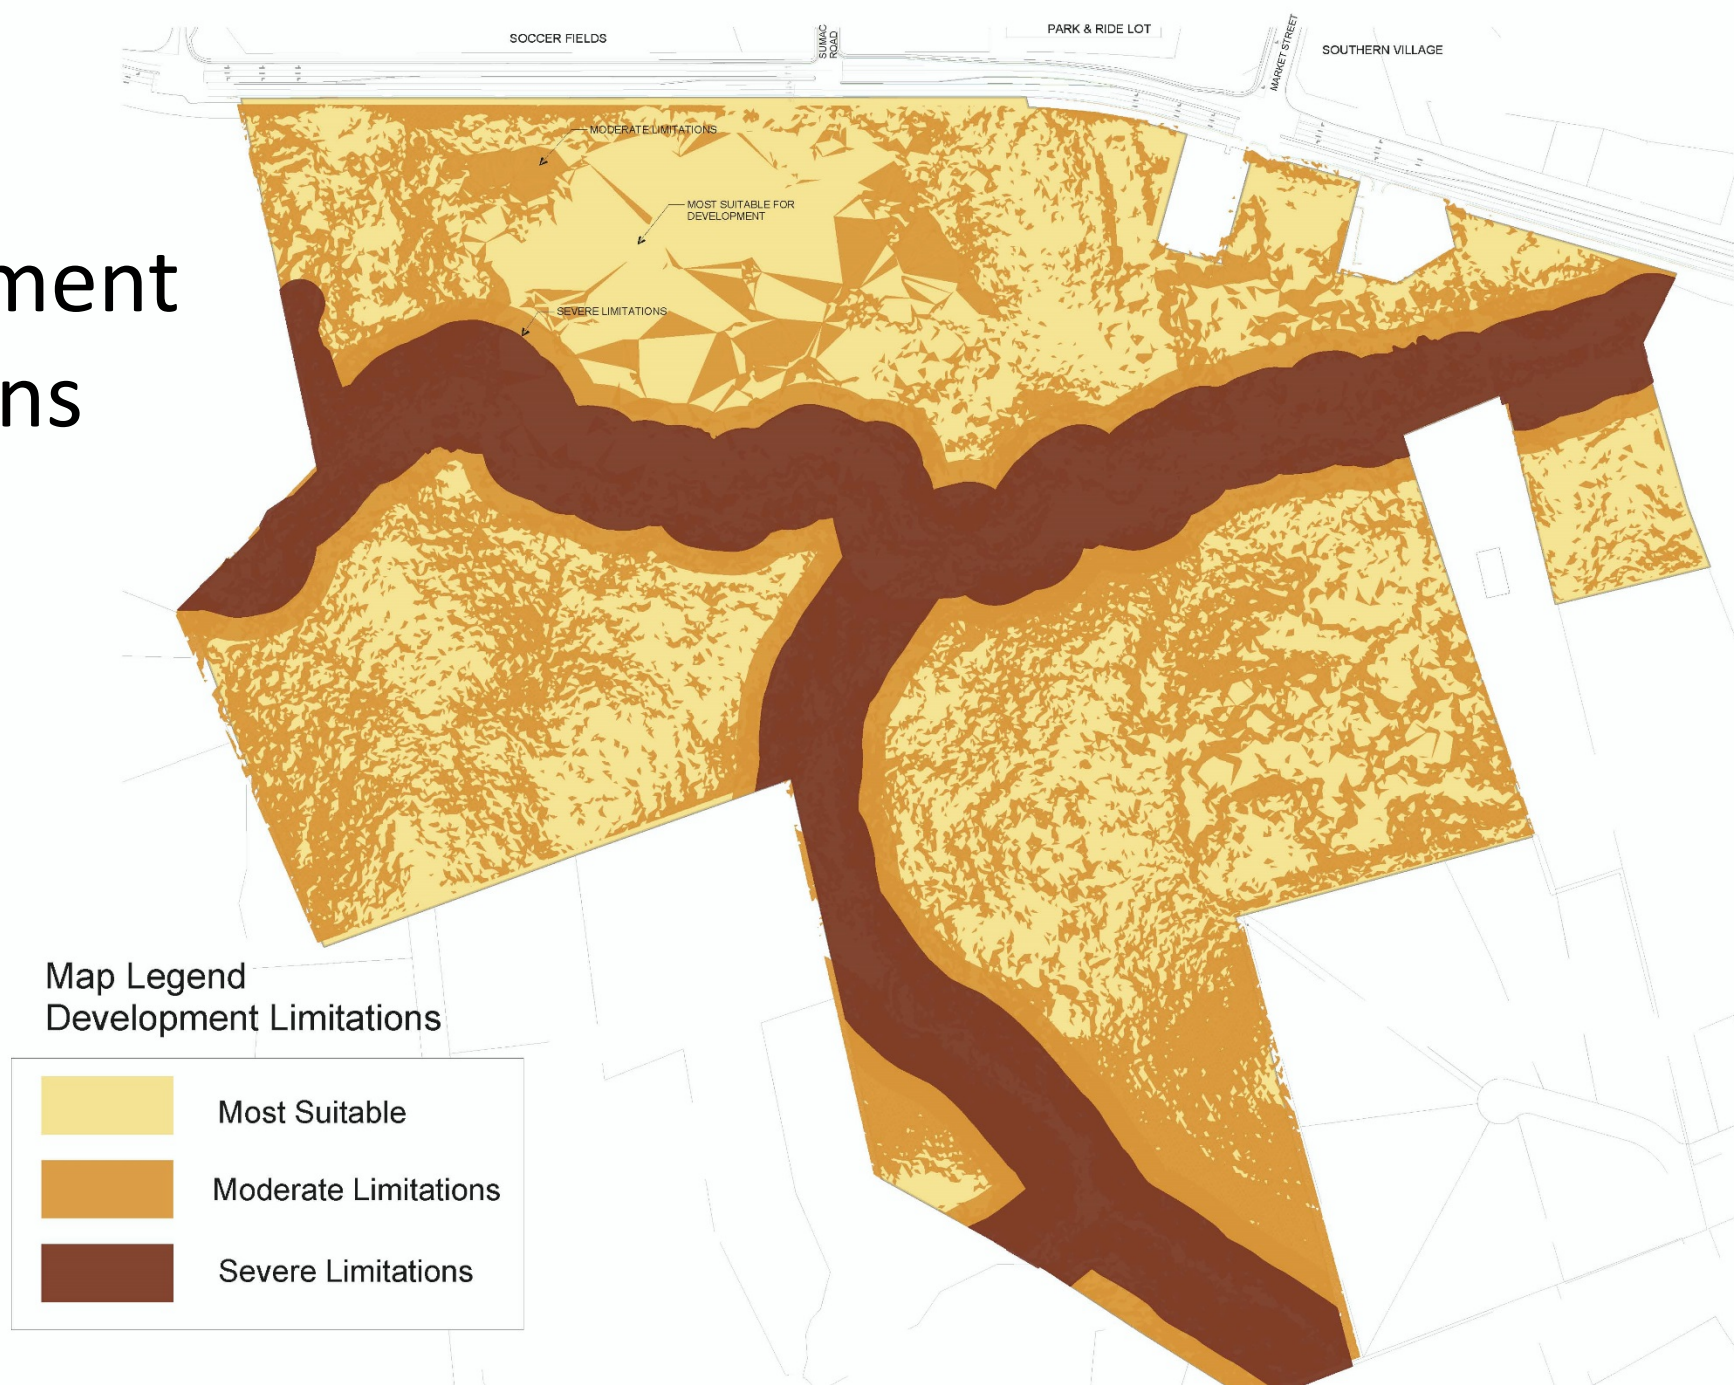 SOCCER FIELDS
SUMAC
ROAD
PARK & RIDE LOT
MARKET STREET
SOUTHERN VILLAGE
MODERATE LIMITATIONS
MOST SUITABLE FOR
DEVELOPMENT
ment
SEVERE LIMITATIONS
ns
Map Legend
Development Limitations
Most Suitable
Moderate Limitations
Severe Limitations